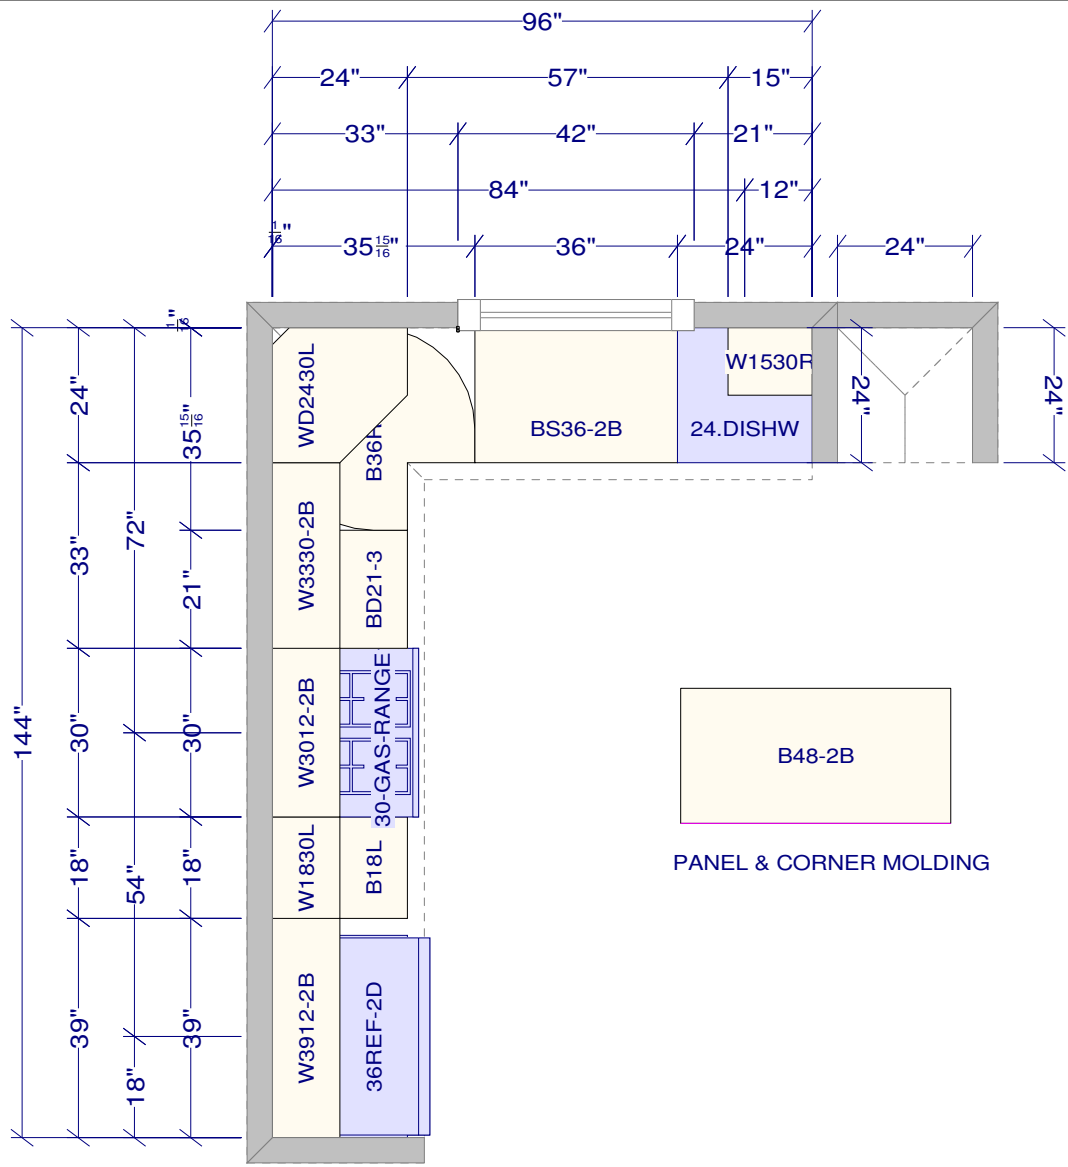 96"
24" 57" 15"
33" 42" 21"
84" 12"
1/16" 35 15/16" 36" 24" 24"
1/16"
144"
24"
33"
30"
18"
39"
72"
54"
18"
35 15/16"
21"
30"
18"
39"
WD2430L
B36R
BS36-2B
24.DISHW
W1530R
24"
24"
W3330-2B
BD21-3
W3012-2B
30-GAS-RANGE
W1830L
B18L
W3912-2B
36REF-2D
B48-2B
PANEL & CORNER MOLDING